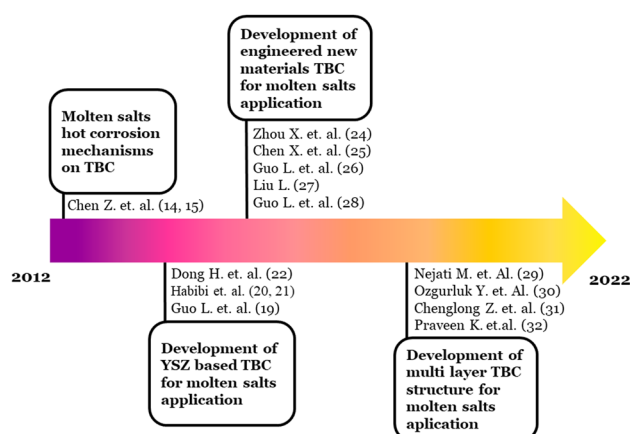 Development of
engineered new
materials TBC
for molten salts
application
Molten salts
hot corrosion
mechanisms
on TBC
Zhou X. et. al. (24)
Chen X. et. al. (25)
Guo L. et. al. (26)
Liu L. (27)
Guo L. et. al. (28)
Chen Z. et. al. (14, 15)
2012
2022
Dong H. et. al. (22)
Habibi et. al. (20, 21)
Guo L. et. al. (19)
Nejati M. et. Al. (29)
Ozgurluk Y. et. Al. (30)
Chenglong Z. et. al. (31)
Praveen K. et.al. (32)
Development of
YSZ based TBC
for molten salts
application
Development of
multi layer TBC
structure for
molten salts
aplication